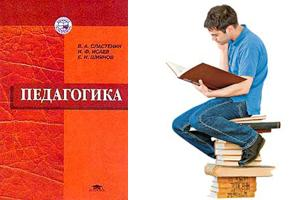 В. А. СЛАСТЕНИН
И. Ф. ИСАЕВ
Е. Н. ШИЯНОВ
ПЕДАГОГИКА